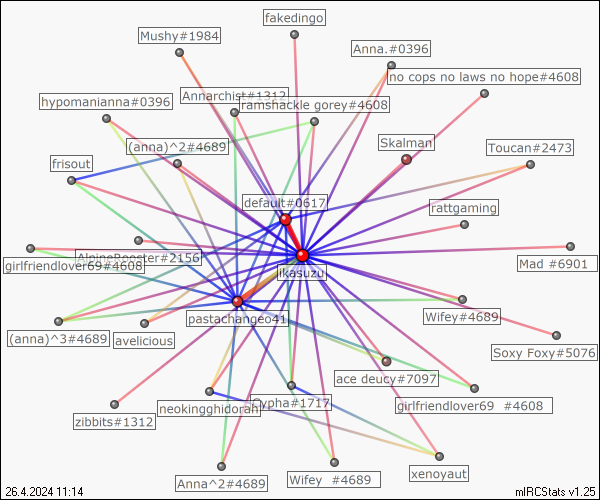 fakedingo
Mushy#1984
Anna.#0396
no cops no laws no hope#4608
hypomanianna#0396
Annarchist#1312
ramshackle gorey#4608
(anna)^2#4689
Skalman
Toucan#2473
frisout
default#0617
rattgaming
AlpineRooster#2156
girlfriendlover69#4608
ikasuzu
Mad #6901
pastachangeo41
Wifey#4689
(anna)^3#4689
avelicious
Soxy Foxy#5076
ace deucy#7097
neokingghidorah
Cypha#1717
girlfriendlover69 #4608
zibbits#1312
Anna^2#4689
Wifey #4689
xenoyaut
26.4.2024 11:14
mIRCStats v1.25